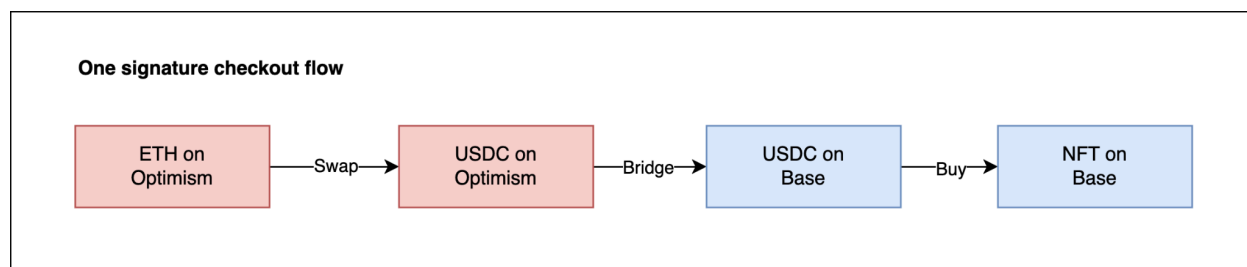 One signature checkout flow
ETH on
Optimism
Swap
USDC on
Optimism
Bridge
USDC on
Base
Buy
NFT on
Base